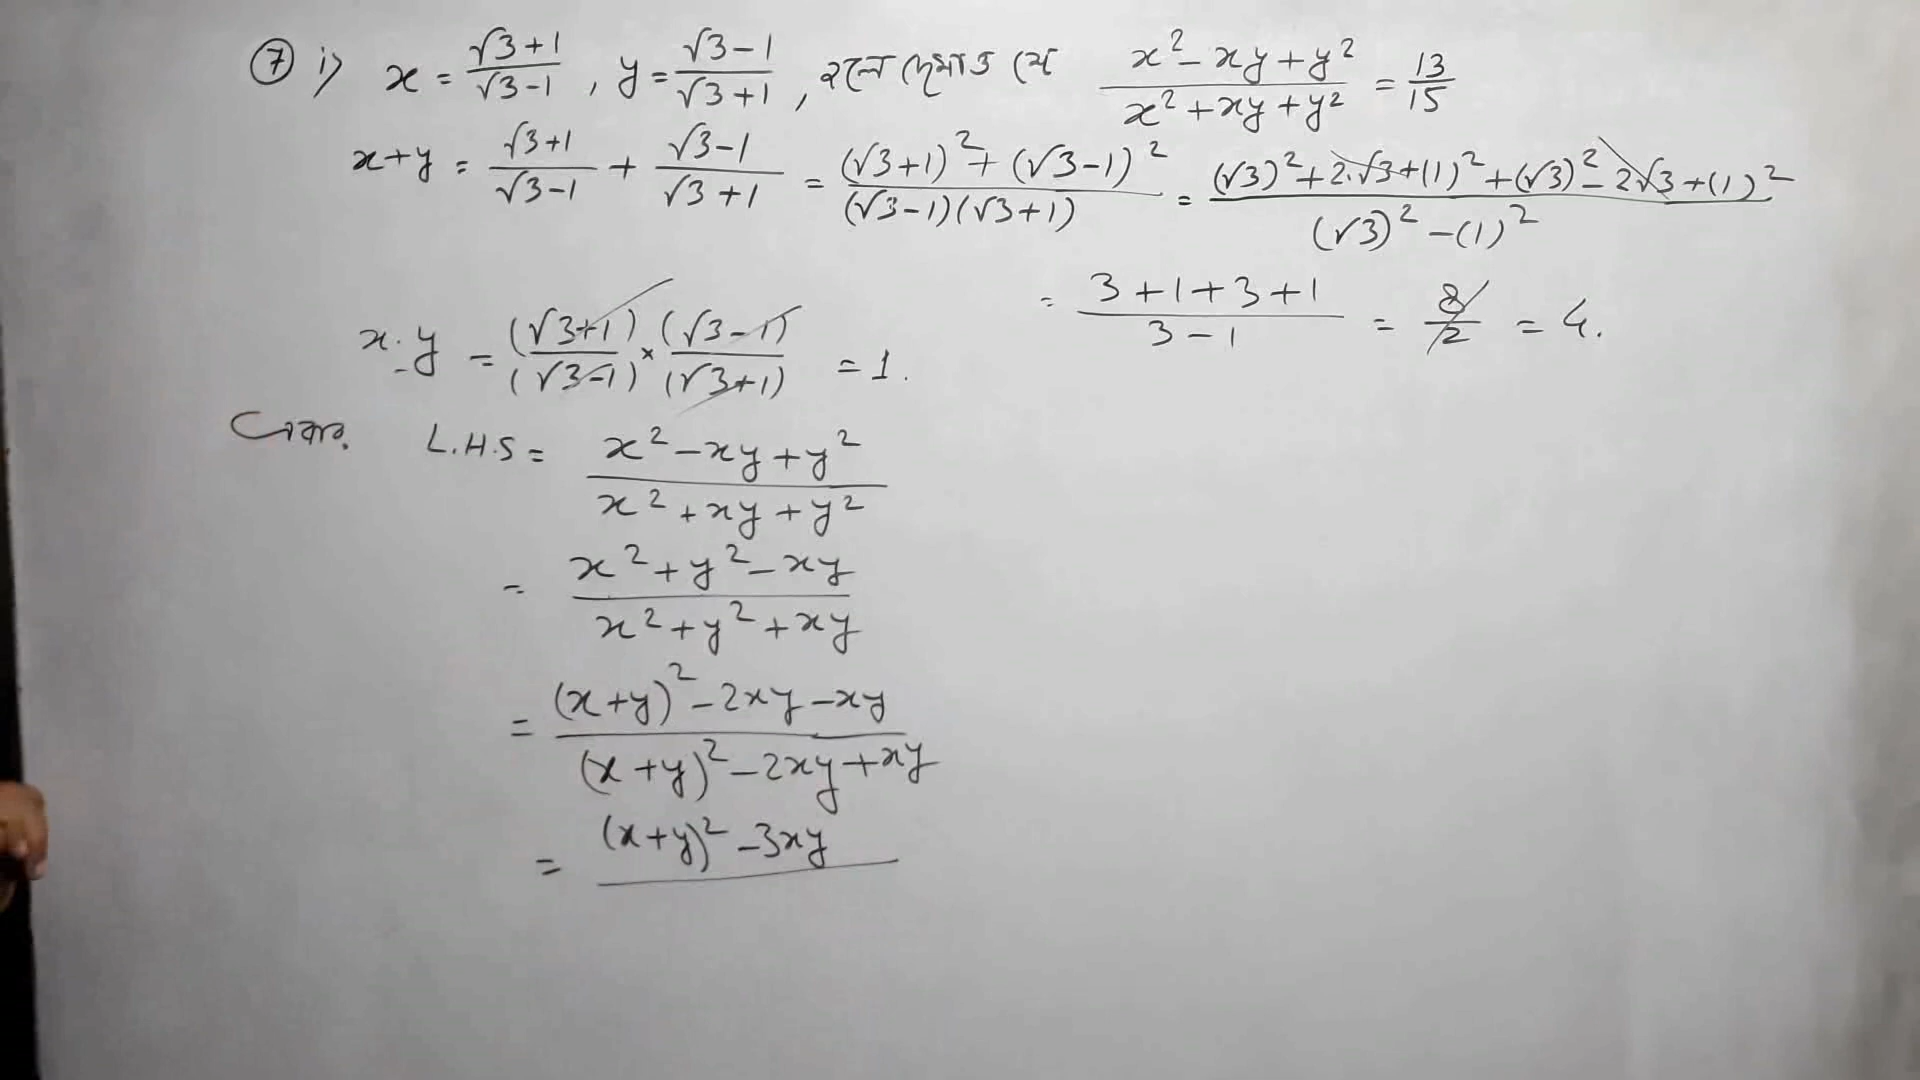 ⑦ i) x = (√3+1)/(√3-1), y = (√3-1)/(√3+1), হলে দেখাও যে (x² - xy + y²)/(x² + xy + y²) = 13/15
x+y = (√3+1)/(√3-1) + (√3-1)/(√3+1) = ((√3+1)² + (√3-1)²)/((√3-1)(√3+1)) = ((√3)² + 2.√3 + (1)² + (√3)² - 2√3 + (1)²)/((√3)² - (1)²)
= (3+1+3+1)/(3-1) = 8/2 = 4.
x.y = (√3+1)/(√3-1) × (√3-1)/(√3+1) = 1.
L.H.S = (x² - xy + y²)/(x² + xy + y²)
= (x² + y² - xy)/(x² + y² + xy)
= ((x+y)² - 2xy - xy)/((x+y)² - 2xy + xy)
= (x+y)² - 3xy